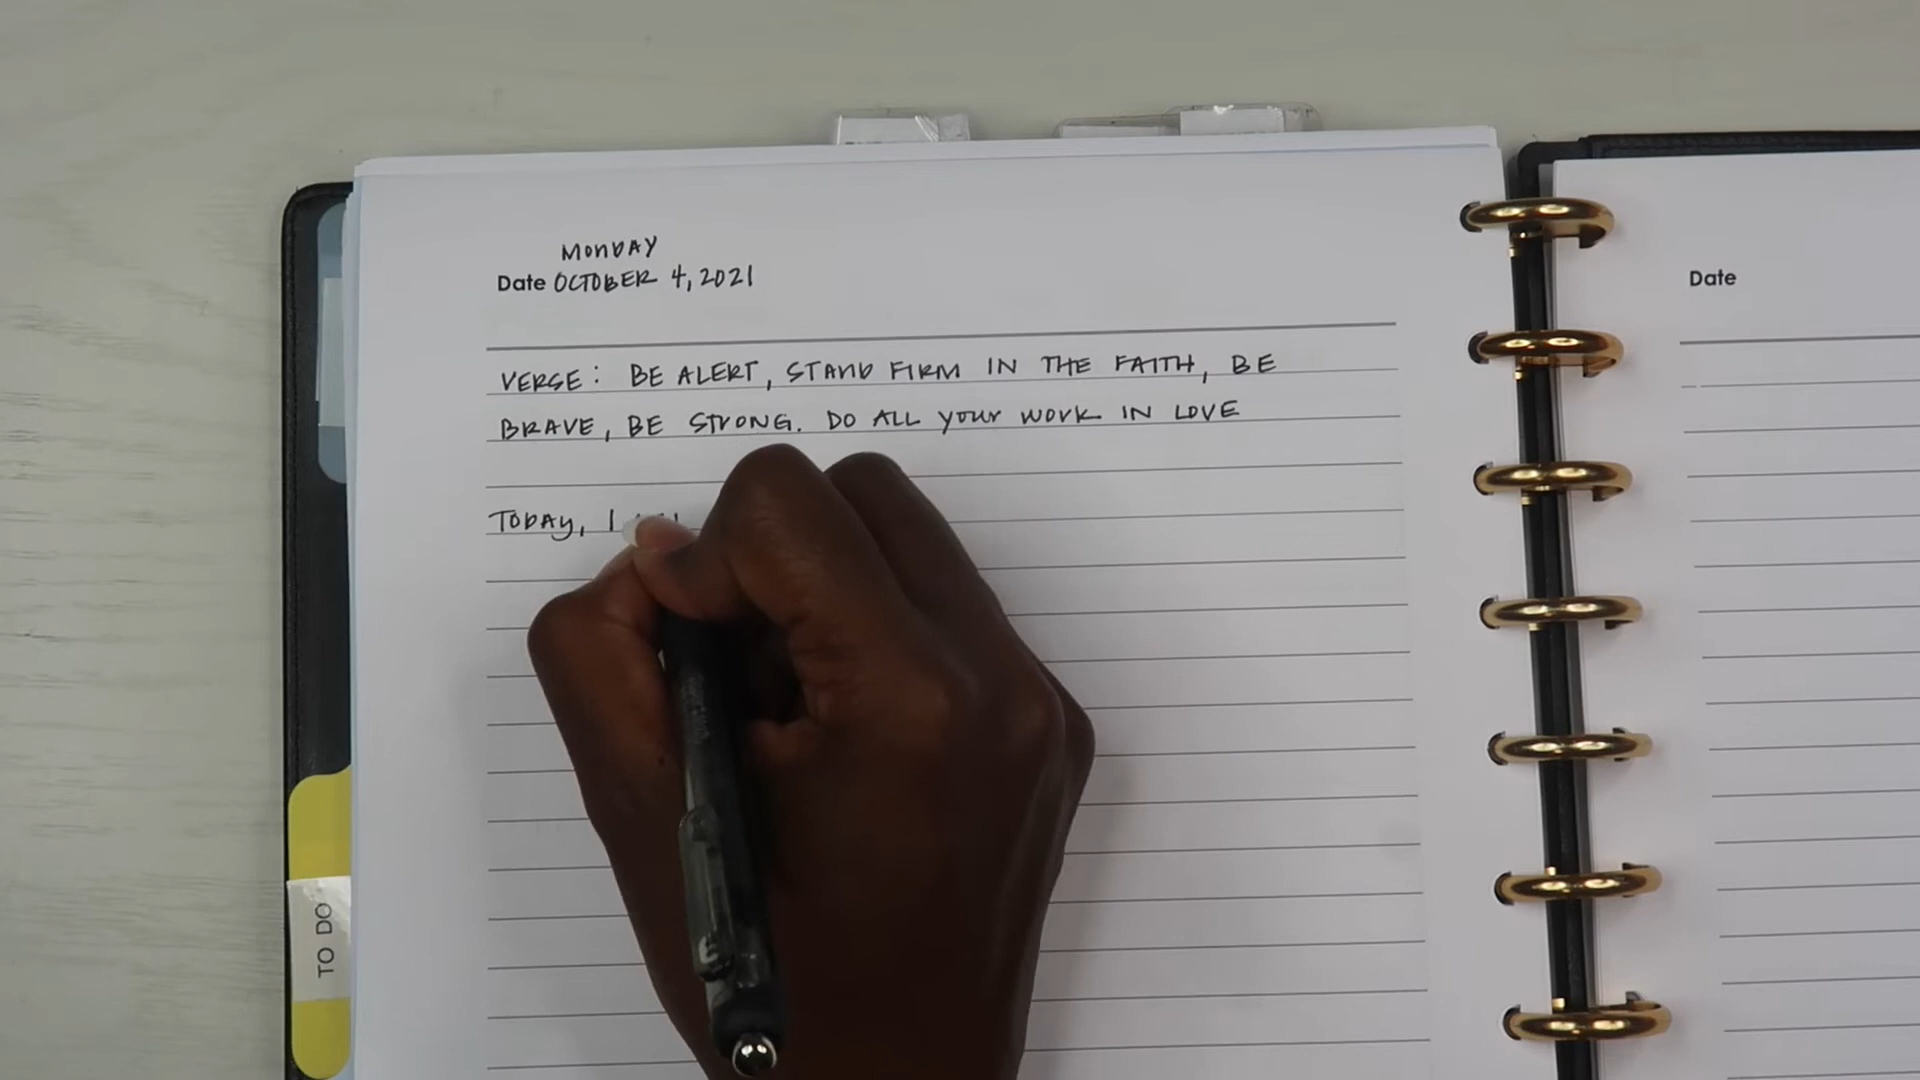 MONDAY
Date OCTOBER 4, 2021
VERSE: BE ALERT, STAND FIRM IN THE FAITH, BE
BRAVE, BE STRONG. DO ALL YOUR WORK IN LOVE
TODAY, I
TO DO
Date